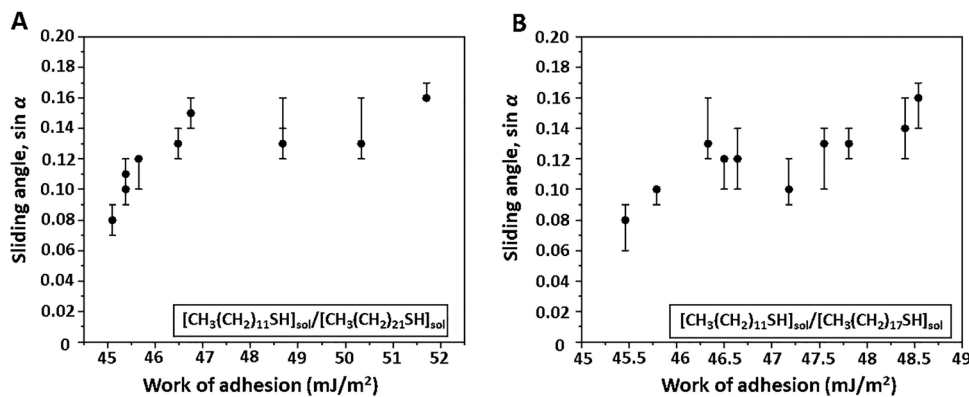 A
Sliding angle, sin α
0.20
0.18
0.16
0.14
0.12
0.10
0.08
0.06
0.04
0.02
0
[CH₃(CH₂)₁₁SH]sol/[CH₃(CH₂)₂₁SH]sol
45 46 47 48 49 50 51 52
Work of adhesion (mJ/m²)
B
Sliding angle, sin α
0.20
0.18
0.16
0.14
0.12
0.10
0.08
0.06
0.04
0.02
0
[CH₃(CH₂)₁₁SH]sol/[CH₃(CH₂)₁₇SH]sol
45 45.5 46 46.5 47 47.5 48 48.5 49
Work of adhesion (mJ/m²)